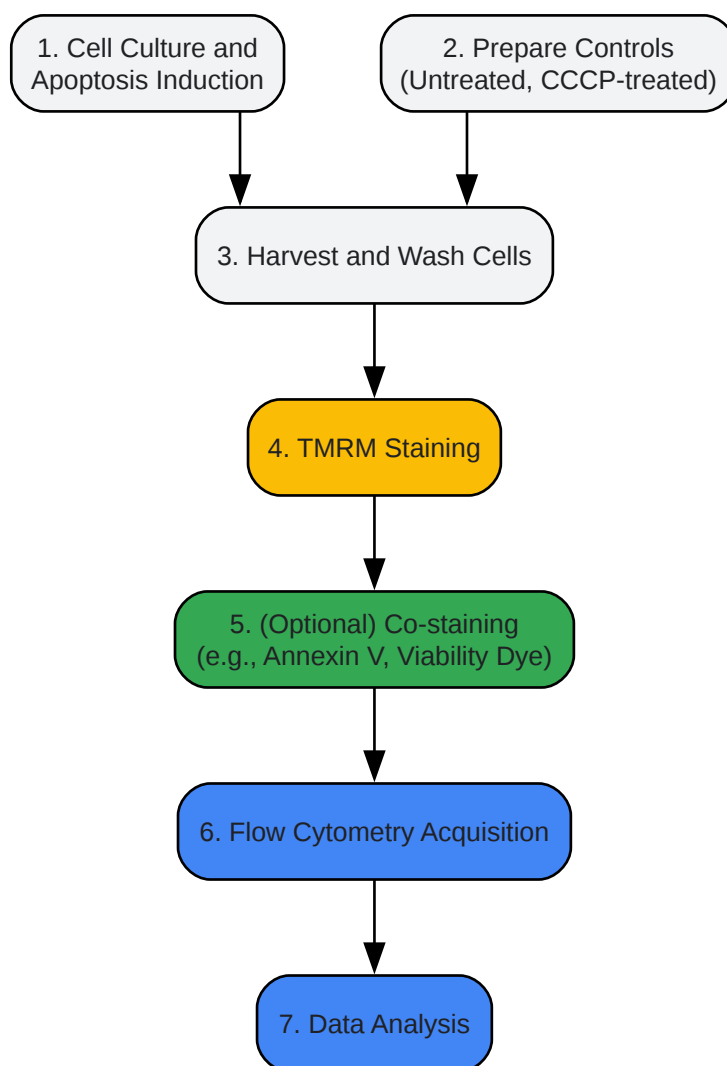 1. Cell Culture and
Apoptosis Induction
2. Prepare Controls
(Untreated, CCCP-treated)
3. Harvest and Wash Cells
4. TMRM Staining
5. (Optional) Co-staining
(e.g., Annexin V, Viability Dye)
6. Flow Cytometry Acquisition
7. Data Analysis